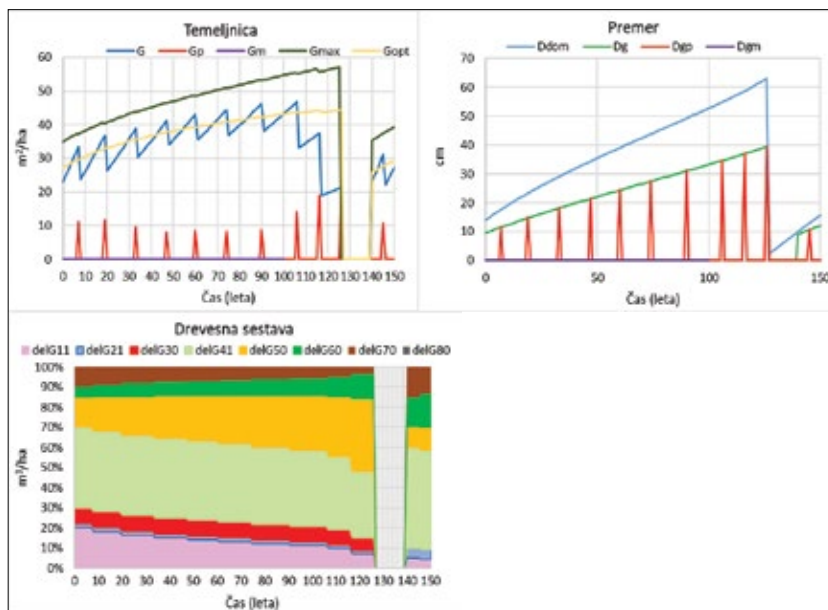 Temeljnica
G Gp Gm Gmax Gopt
60
50
40
30
20
10
0
m²/ha
0 10 20 30 40 50 60 70 80 90 100 110 120 130 140 150
Čas (leta)
Premer
Ddom Dg Dgp Dgm
70
60
50
40
30
20
10
0
cm
0 50 100 150
Čas (leta)
Drevesna sestava
delG11 delG21 delG30 delG41 delG50 delG60 delG70 delG80
100%
90%
80%
70%
60%
50%
40%
30%
20%
10%
0%
m²/ha
0 10 20 30 40 50 60 70 80 90 100 110 120 130 140 150
Čas (leta)